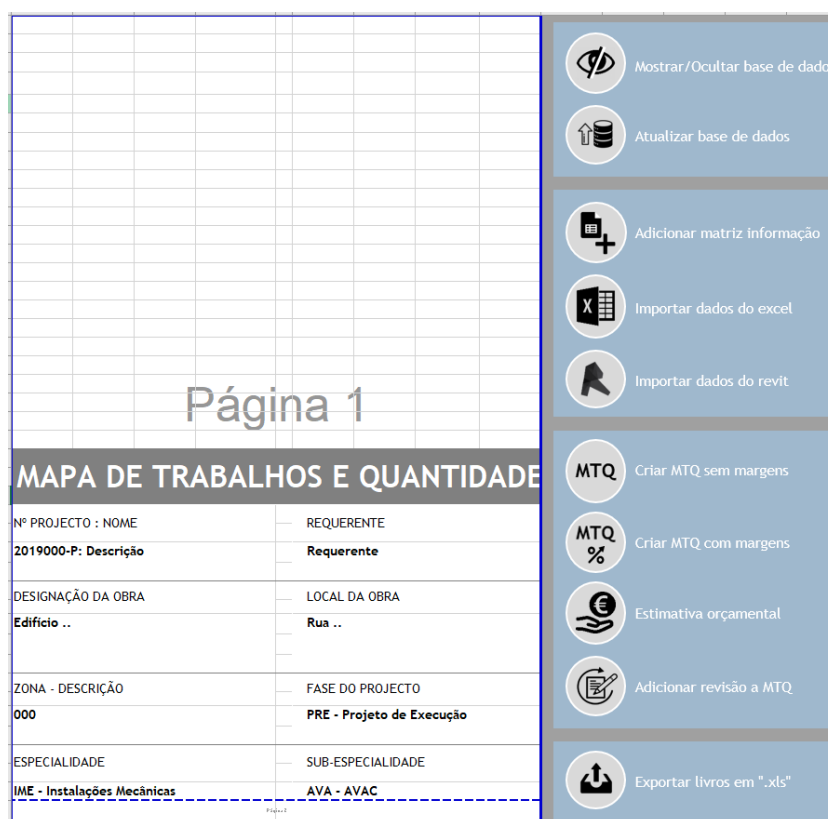 Página 1
MAPA DE TRABALHOS E QUANTIDADE
Nº PROJECTO : NOME
REQUERENTE
2019000-P: Descrição
Requerente
DESIGNAÇÃO DA OBRA
LOCAL DA OBRA
Edifício ..
Rua ..
ZONA - DESCRIÇÃO
FASE DO PROJECTO
000
PRE - Projeto de Execução
ESPECIALIDADE
SUB-ESPECIALIDADE
IME - Instalações Mecânicas
AVA - AVAC
Mostrar/Ocultar base de dado
Atualizar base de dados
Adicionar matriz informação
X
Importar dados do excel
Importar dados do revit
MTQ
Criar MTQ sem margens
MTQ
%
Criar MTQ com margens
€
Estimativa orçamental
Adicionar revisão a MTQ
Exportar livros em ".xls"